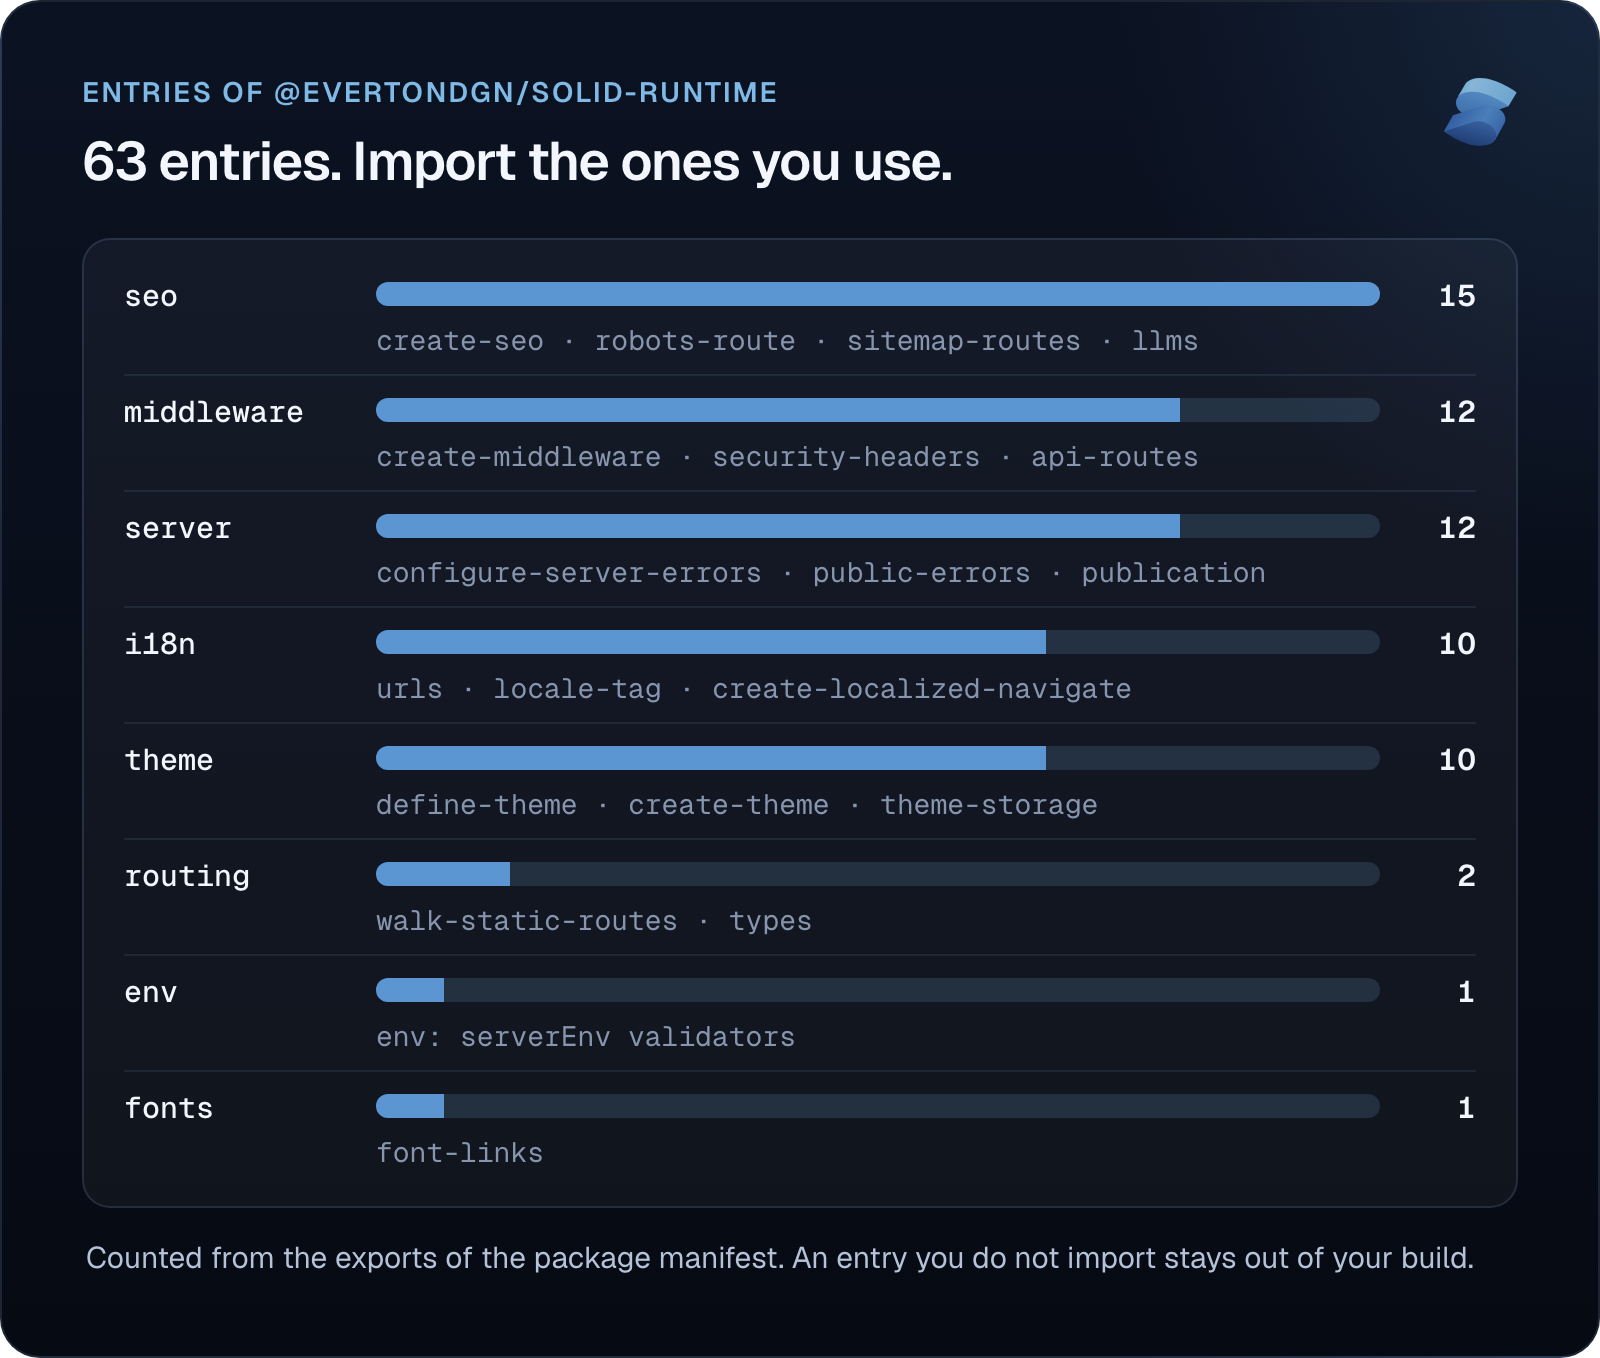 ENTRIES OF @EVERTONDGN/SOLID-RUNTIME
63 entries. Import the ones you use.
seo 15
create-seo · robots-route · sitemap-routes · llms
middleware 12
create-middleware · security-headers · api-routes
server 12
configure-server-errors · public-errors · publication
i18n 10
urls · locale-tag · create-localized-navigate
theme 10
define-theme · create-theme · theme-storage
routing 2
walk-static-routes · types
env 1
env: serverEnv validators
fonts 1
font-links
Counted from the exports of the package manifest. An entry you do not import stays out of your build.